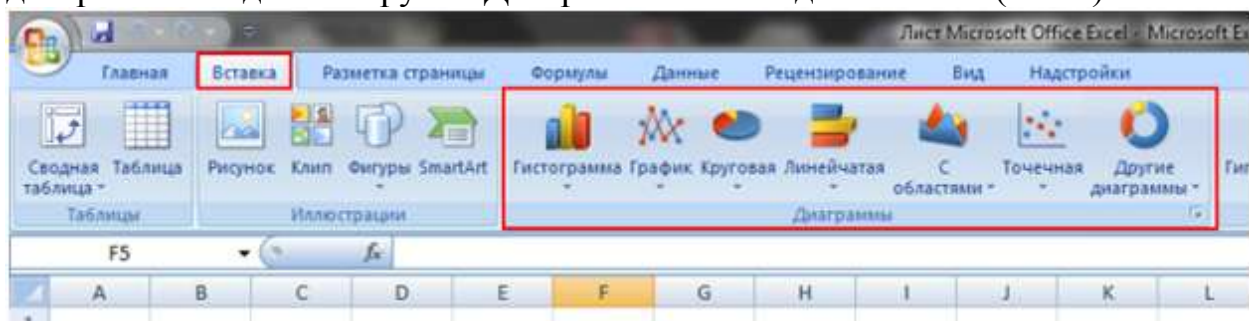 Лист Microsoft Office Excel - Microsoft Ex
Главная Вставка Разметка страницы Формулы Данные Рецензирование Вид Надстройки
Сводная таблица Таблица Рисунок Клип Фигуры SmartArt Гистограмма График Круговая Линейчатая С областями Точечная Другие диаграммы Гип
Таблицы Иллюстрации Диаграммы
F5 fx
A B C D E F G H I J K L